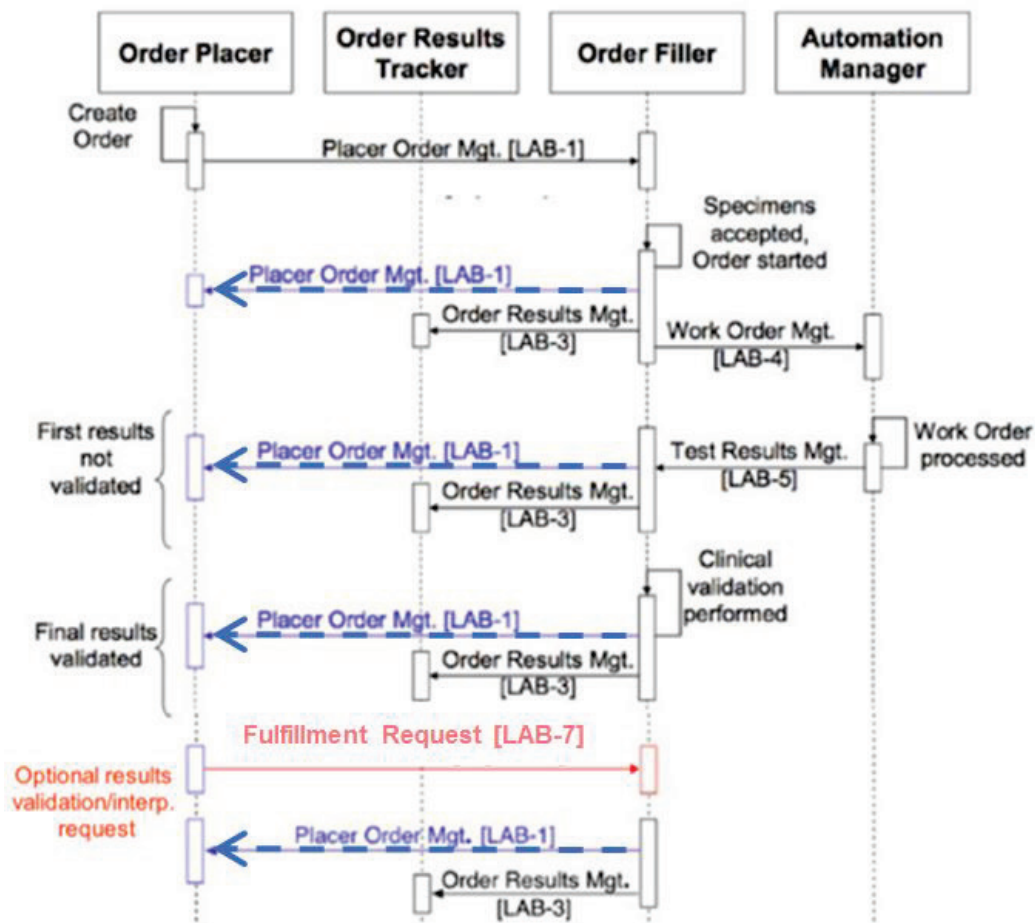 Order Placer
Order Results
Tracker
Order Filler
Automation
Manager
Create
Order
Placer Order Mgt. [LAB-1]
Specimens
accepted,
Order started
Placer Order Mgt. [LAB-1]
Order Results Mgt.
[LAB-3]
Work Order Mgt.
[LAB-4]
First results
not
validated
Placer Order Mgt. [LAB-1]
Test Results Mgt.
[LAB-5]
Work Order
processed
Order Results Mgt.
[LAB-3]
Clinical
validation
performed
Final results
validated
Placer Order Mgt. [LAB-1]
Order Results Mgt.
[LAB-3]
Fulfillment Request [LAB-7]
Optional results
validation/interp.
request
Placer Order Mgt. [LAB-1]
Order Results Mgt.
[LAB-3]